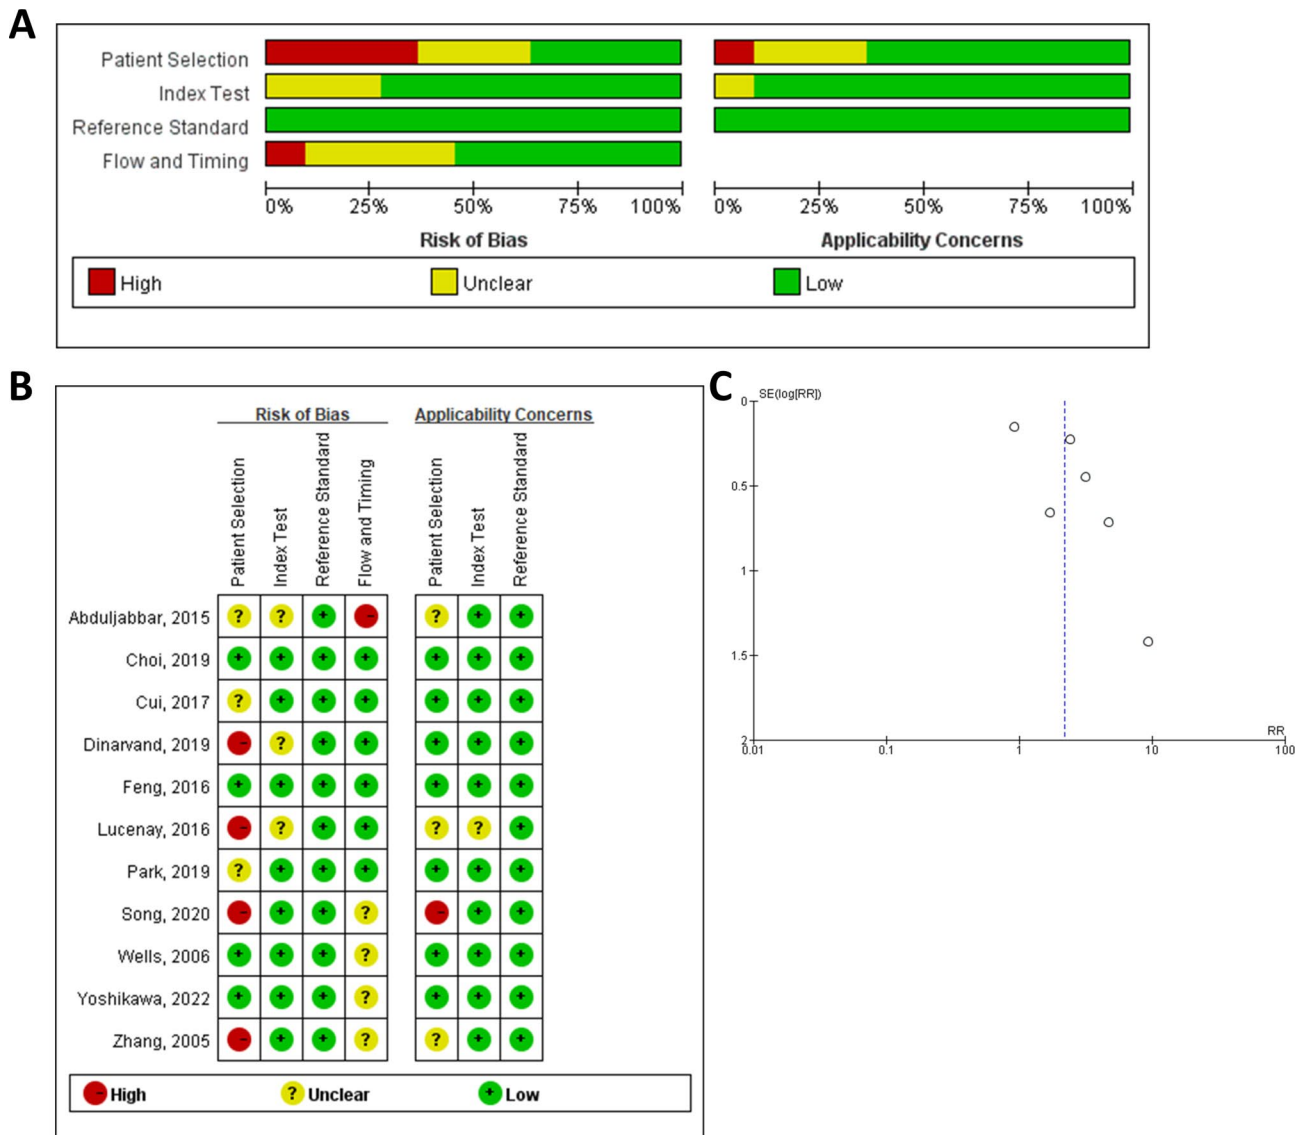 A
Patient Selection
Index Test
Reference Standard
Flow and Timing
0% 25% 50% 75% 100% 0% 25% 50% 75% 100%
Risk of Bias Applicability Concerns
High Unclear Low
B
Risk of Bias Applicability Concerns
Patient Selection
Index Test
Reference Standard
Flow and Timing
Patient Selection
Index Test
Reference Standard
Abduljabbar, 2015 ? ? + - ? + +
Choi, 2019 + + + + + + +
Cui, 2017 ? + + + + + +
Dinarvand, 2019 - ? + + + + +
Feng, 2016 + + + + + + +
Lucenay, 2016 - ? + + ? ? +
Park, 2019 ? + + + + + +
Song, 2020 - + + ? - + +
Wells, 2006 + + + ? + + +
Yoshikawa, 2022 + + + ? + + +
Zhang, 2005 - + + ? ? + +
- High ? Unclear + Low
C
SE(log[RR])
0
0.5
1
1.5
2
RR
0.01 0.1 1 10 100